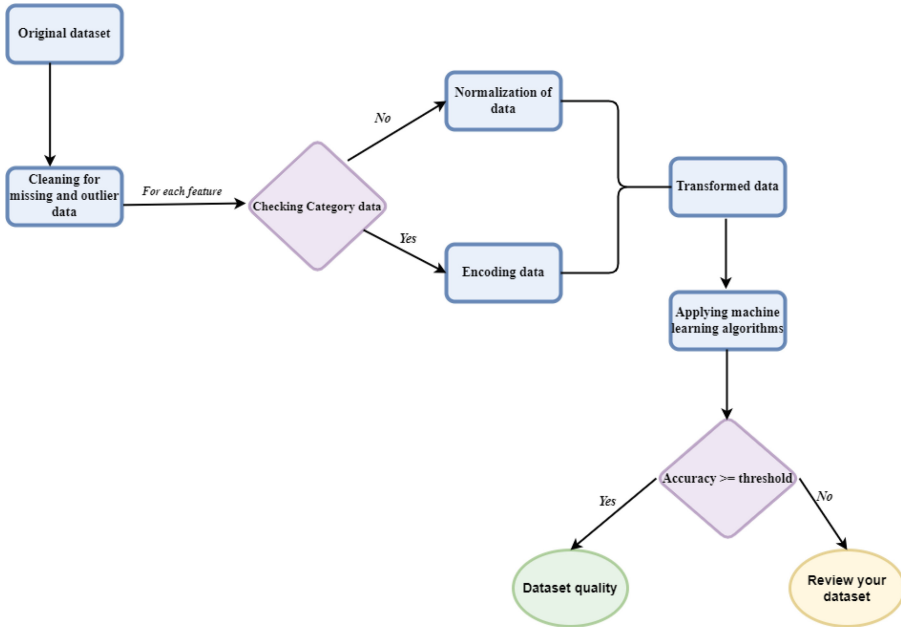 Original dataset
Cleaning for
missing and outlier
data
For each feature
Checking Category data
No
Yes
Normalization of
data
Encoding data
Transformed data
Applying machine
learning algorithms
Accuracy >= threshold
Yes
No
Dataset quality
Review your
dataset